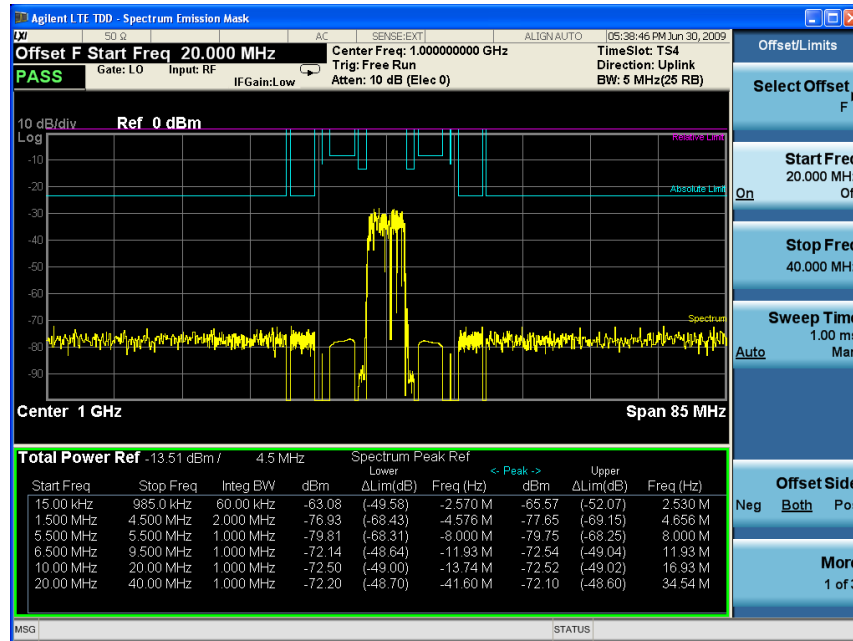 Agilent LTE TDD - Spectrum Emission Mask
LXI 50 Ω AC SENSE:EXT ALIGN AUTO 05:38:46 PM Jun 30, 2009
Offset F Start Freq 20.000 MHz
Center Freq: 1.000000000 GHz
TimeSlot: TS4
Trig: Free Run
Direction: Uplink
PASS
Gate: LO Input: RF IFGain:Low
Atten: 10 dB (Elec 0)
BW: 5 MHz(25 RB)
10 dB/div Ref 0 dBm
Log
Relative Limit
-10
-20
Absolute Limit
-30
-40
-50
-60
-70
Spectrum
-80
-90
Center 1 GHz Span 85 MHz
Total Power Ref -13.51 dBm / 4.5 MHz Spectrum Peak Ref
Lower <- Peak -> Upper
Start Freq Stop Freq Integ BW dBm ΔLim(dB) Freq (Hz) dBm ΔLim(dB) Freq (Hz)
15.00 kHz 985.0 kHz 60.00 kHz -63.08 (-49.58) -2.570 M -65.57 (-52.07) 2.530 M
1.500 MHz 4.500 MHz 2.000 MHz -76.93 (-68.43) -4.576 M -77.65 (-69.15) 4.656 M
5.500 MHz 5.500 MHz 1.000 MHz -79.81 (-68.31) -8.000 M -79.75 (-68.25) 8.000 M
6.500 MHz 9.500 MHz 1.000 MHz -72.14 (-48.64) -11.93 M -72.54 (-49.04) 11.93 M
10.00 MHz 20.00 MHz 1.000 MHz -72.50 (-49.00) -13.74 M -72.52 (-49.02) 16.93 M
20.00 MHz 40.00 MHz 1.000 MHz -72.20 (-48.70) -41.60 M -72.10 (-48.60) 34.54 M
Offset/Limits
Select Offset
F
Start Freq
20.000 MHz
On Of
Stop Freq
40.000 MHz
Sweep Time
1.00 ms
Auto Man
Offset Side
Neg Both Po
More
1 of 3
MSG STATUS